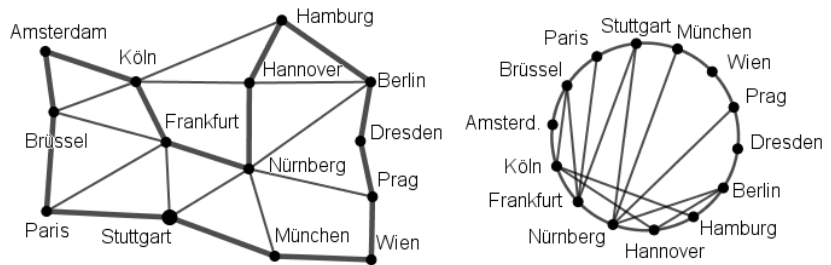 Amsterdam
Hamburg
Köln
Hannover
Berlin
Brüssel
Frankfurt
Dresden
Nürnberg
Prag
Paris
Stuttgart
München
Wien
Stuttgart
München
Paris
Wien
Brüssel
Prag
Amsterd.
Dresden
Köln
Berlin
Frankfurt
Hamburg
Nürnberg
Hannover